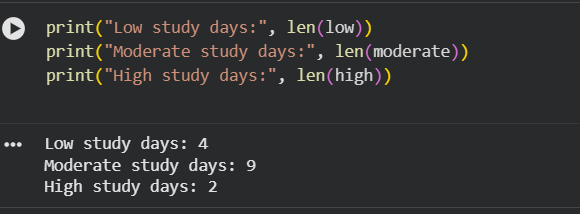 print("Low study days:", len(low))
print("Moderate study days:", len(moderate))
print("High study days:", len(high))
Low study days: 4
Moderate study days: 9
High study days: 2